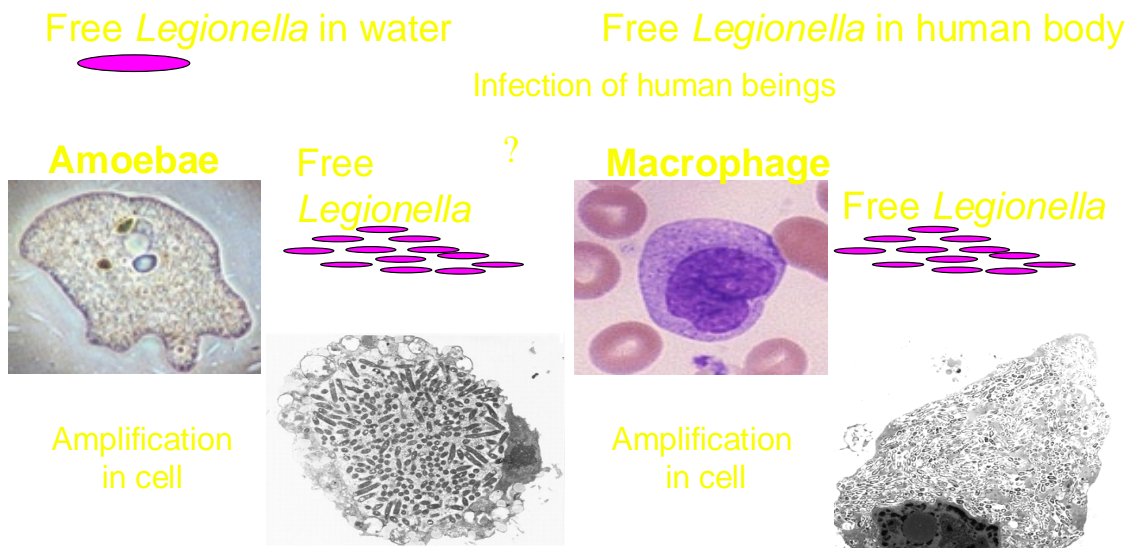 Free Legionella in water
Free Legionella in human body
Infection of human beings
?
Amoebae
Free
Legionella
Macrophage
Free Legionella
Amplification
in cell
Amplification
in cell